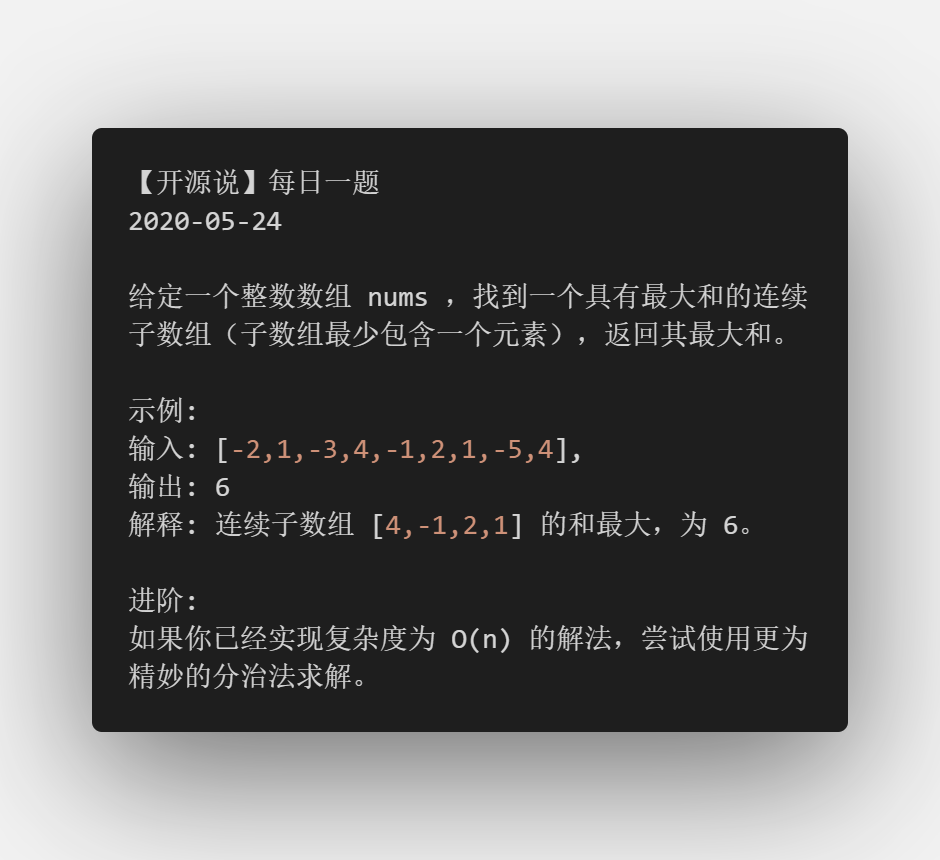 【开源说】每日一题
2020-05-24
给定一个整数数组 nums ，找到一个具有最大和的连续
子数组（子数组最少包含一个元素），返回其最大和。
示例:
输入: [-2,1,-3,4,-1,2,1,-5,4],
输出: 6
解释: 连续子数组 [4,-1,2,1] 的和最大，为 6。
进阶:
如果你已经实现复杂度为 O(n) 的解法，尝试使用更为
精妙的分治法求解。